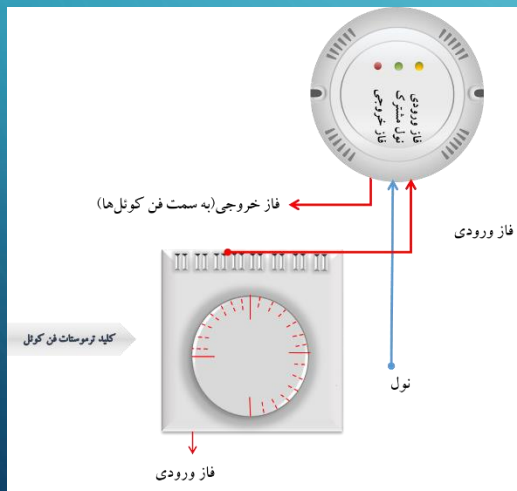 فاز ورودی
نول مشترک
فاز خروجی
فاز خروجی(به سمت فن کوئل‌ها)
فاز ورودی
کلید ترموستات فن کوئل
نول
فاز ورودی